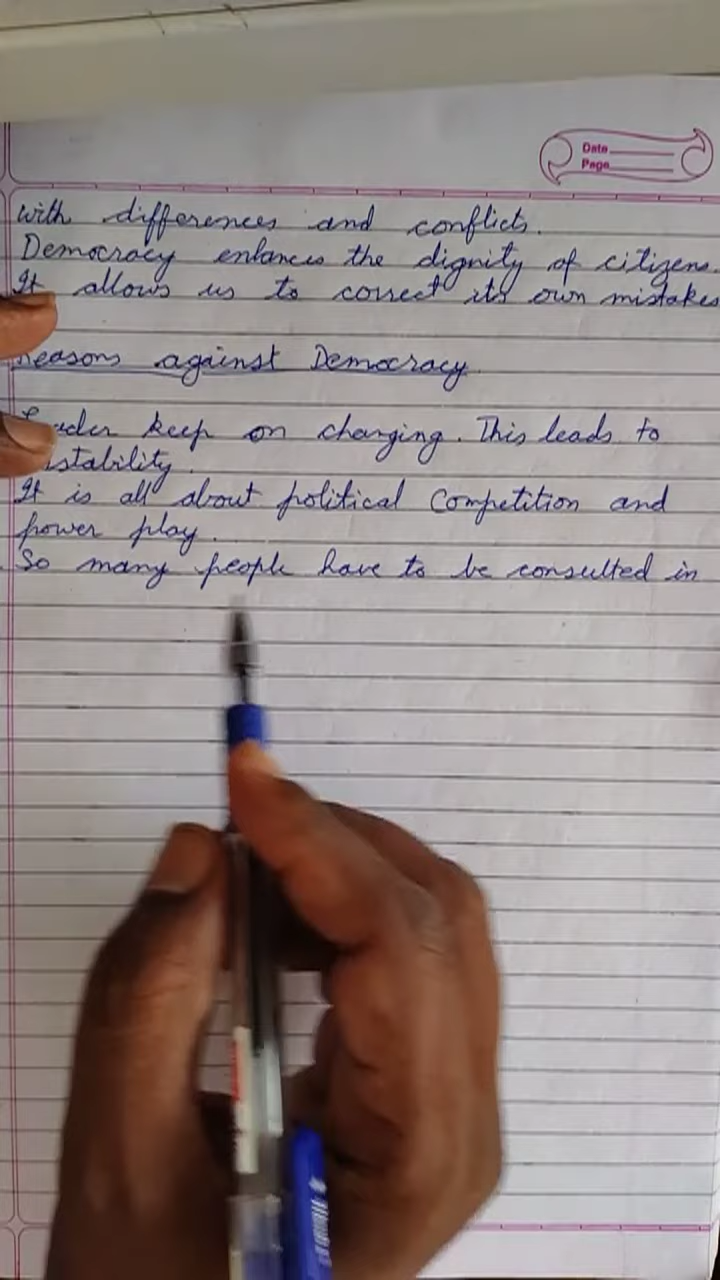 Date
Page
with differences and conflicts.
Democracy enhances the dignity of citizens.
It allows us to correct its own mistakes
Reasons against Democracy
keep on changing. This leads to
It is all about political Competition and
power play.
So many people have to be consulted in